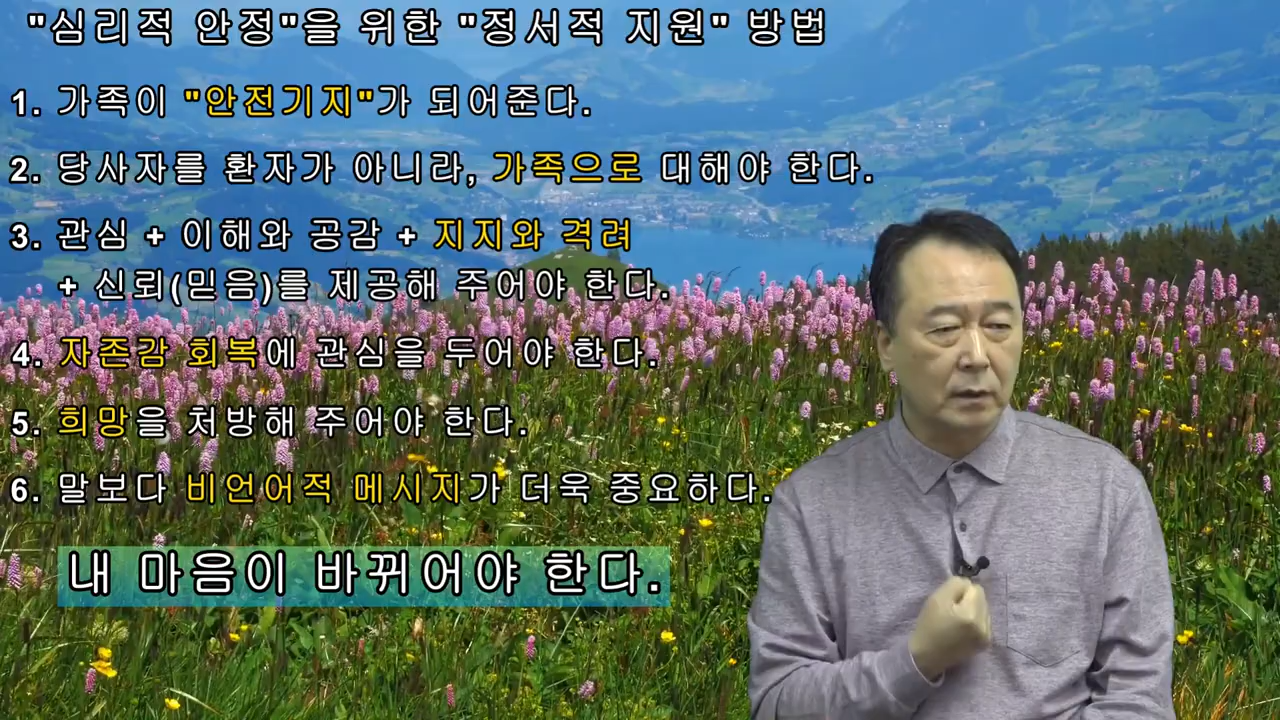 "심리적 안정"을 위한 "정서적 지원" 방법
1. 가족이 "안전기지"가 되어준다.
2. 당사자를 환자가 아니라, 가족으로 대해야 한다.
3. 관심 + 이해와 공감 + 지지와 격려
+ 신뢰(믿음)를 제공해 주어야 한다.
4. 자존감 회복에 관심을 두어야 한다.
5. 희망을 처방해 주어야 한다.
6. 말보다 비언어적 메시지가 더욱 중요하다.
내 마음이 바뀌어야 한다.